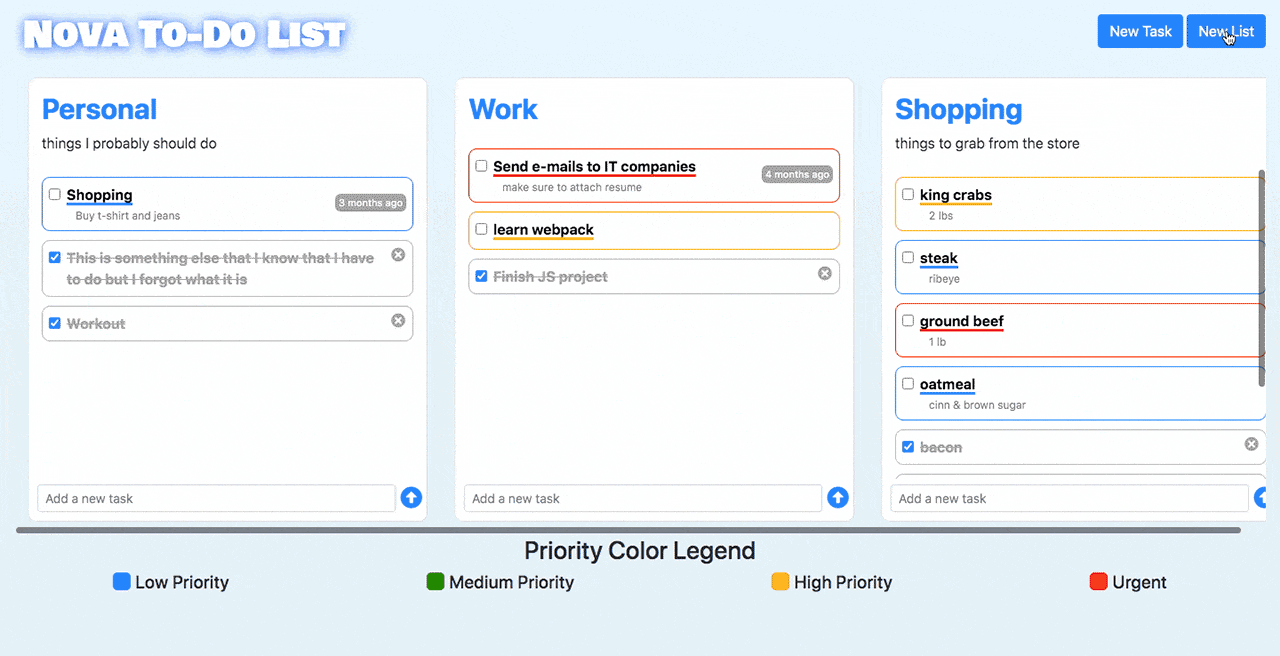 Nova To-Do List
New Task
New List
Personal
things I probably should do
Shopping
3 months ago
Buy t-shirt and jeans
This is something else that I know that I have
to do but I forgot what it is
Workout
Add a new task
Work
Send e-mails to IT companies
4 months ago
make sure to attach resume
learn webpack
Finish JS project
Add a new task
Shopping
things to grab from the store
king crabs
2 lbs
steak
ribeye
ground beef
1 lb
oatmeal
cinn & brown sugar
bacon
Add a new task
Priority Color Legend
Low Priority
Medium Priority
High Priority
Urgent